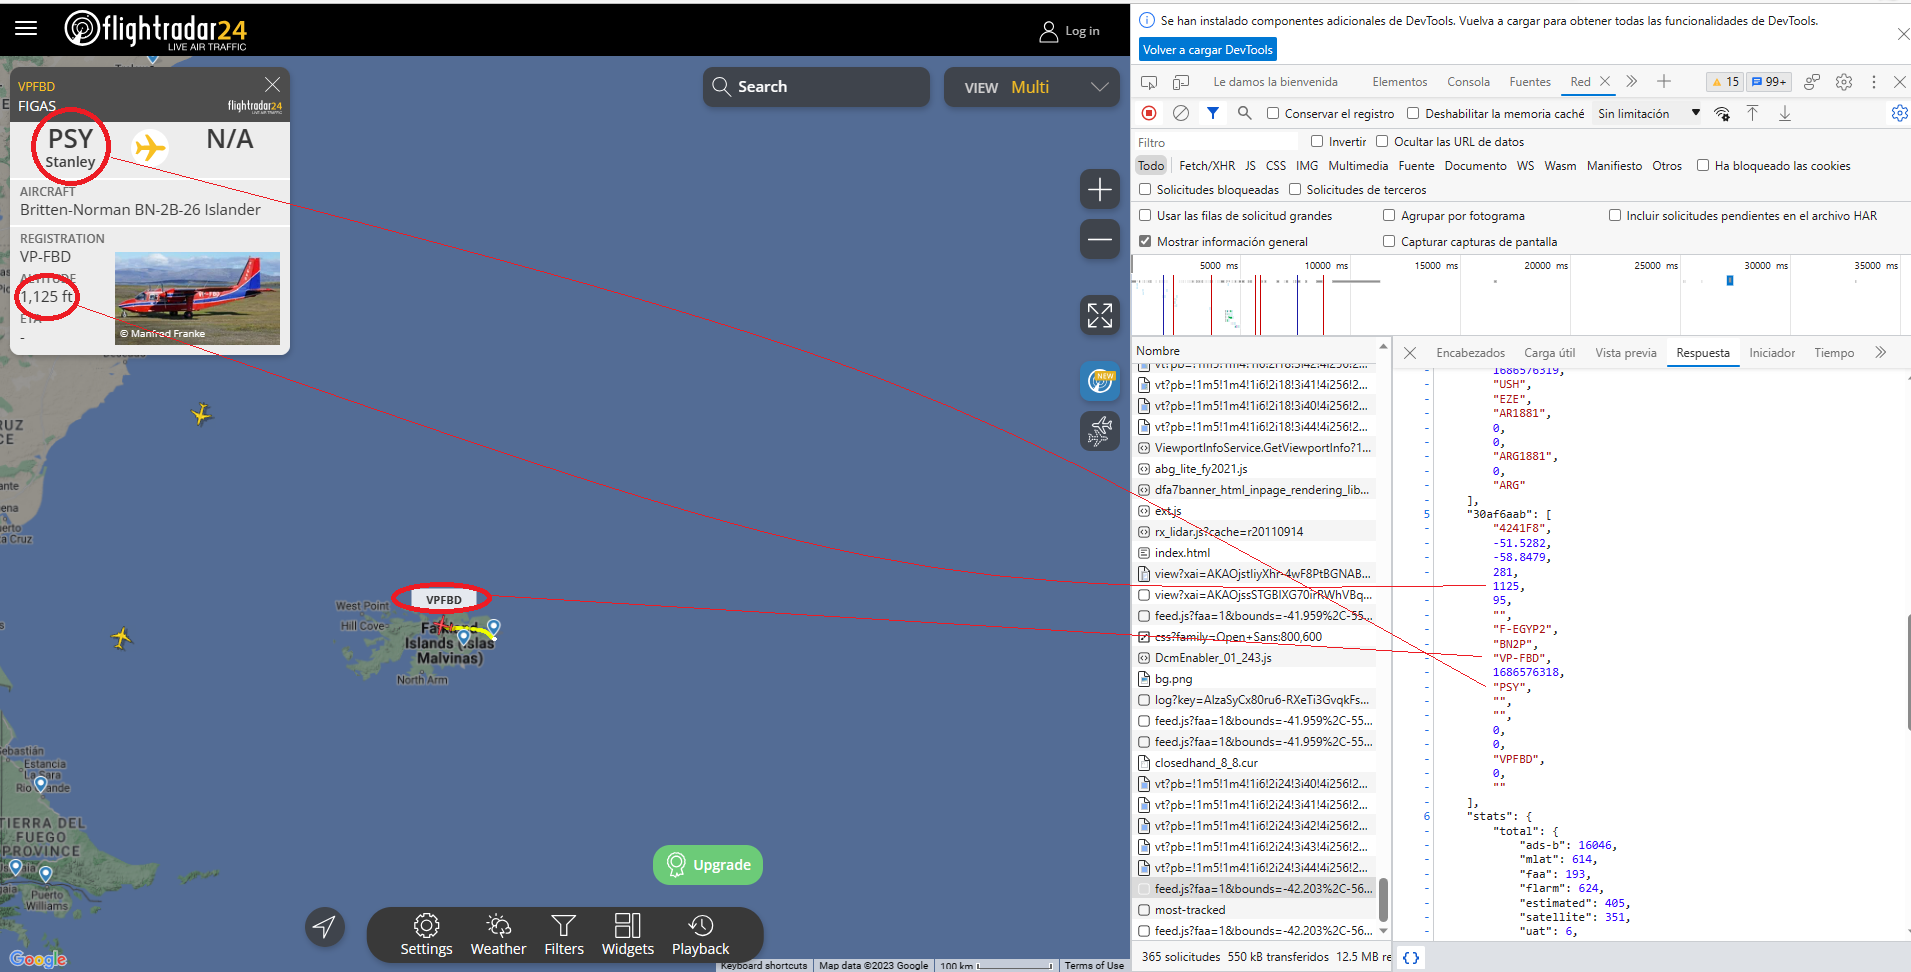 flightradar24
LIVE AIR TRAFFIC
Log in
VPFBD
FIGAS
flightradar24
PSY
Stanley
N/A
AIRCRAFT
Britten-Norman BN-2B-26 Islander
REGISTRATION
VP-FBD
ALTITUDE
1,125 ft
ETA
-
© Manfred Franke
Search
VIEW Multi
NEW
VPFBD
West Point
Hill Cove
Falkland
Islands (Islas
Malvinas)
North Arm
Sebastián
Estancia
La Sara
Río Grande
TIERRA DEL
FUEGO
PROVINCE
Puerto
Williams
Upgrade
Settings
Weather
Filters
Widgets
Playback
Google
Keyboard shortcuts
Map data ©2023 Google
100 km
Terms of Use
Se han instalado componentes adicionales de DevTools. Vuelva a cargar para obtener todas las funcionalidades de DevTools.
Volver a cargar DevTools
Le damos la bienvenida
Elementos
Consola
Fuentes
Red
15
99+
Conservar el registro
Deshabilitar la memoria caché
Sin limitación
Filtro
Invertir
Ocultar las URL de datos
Todo
Fetch/XHR
JS
CSS
IMG
Multimedia
Fuente
Documento
WS
Wasm
Manifiesto
Otros
Ha bloqueado las cookies
Solicitudes bloqueadas
Solicitudes de terceros
Usar las filas de solicitud grandes
Agrupar por fotograma
Incluir solicitudes pendientes en el archivo HAR
Mostrar información general
Capturar capturas de pantalla
5000 ms
10000 ms
15000 ms
20000 ms
25000 ms
30000 ms
35000 ms
Nombre
vt?pb=!1m5!1m4!1i6!2i18!3i42!4i256!2...
vt?pb=!1m5!1m4!1i6!2i18!3i41!4i256!2...
vt?pb=!1m5!1m4!1i6!2i18!3i40!4i256!2...
vt?pb=!1m5!1m4!1i6!2i18!3i44!4i256!2...
ViewportInfoService.GetViewportInfo?1...
abg_lite_fy2021.js
dfa7banner_html_inpage_rendering_lib...
ext.js
rx_lidar.js?cache=r20110914
index.html
view?xai=AKAOjstIiyXhr-4wF8PtBGNAB...
view?xai=AKAOjssSTGBIXG70irRWhVBq...
feed.js?faa=1&bounds=-41.959%2C-55...
css?family=Open+Sans:800,600
DcmEnabler_01_243.js
bg.png
log?key=AIzaSyCx80ru6-RXeTi3GvqkFs...
feed.js?faa=1&bounds=-41.959%2C-55...
feed.js?faa=1&bounds=-41.959%2C-55...
closedhand_8_8.cur
vt?pb=!1m5!1m4!1i6!2i24!3i40!4i256!2...
vt?pb=!1m5!1m4!1i6!2i24!3i41!4i256!2...
vt?pb=!1m5!1m4!1i6!2i24!3i42!4i256!2...
vt?pb=!1m5!1m4!1i6!2i24!3i43!4i256!2...
vt?pb=!1m5!1m4!1i6!2i24!3i44!4i256!2...
feed.js?faa=1&bounds=-42.203%2C-56...
most-tracked
feed.js?faa=1&bounds=-42.203%2C-56...
365 solicitudes 550 kB transferidos 12.5 MB re
Encabezados
Carga útil
Vista previa
Respuesta
Iniciador
Tiempo
1686576319,
"USH",
"EZE",
"AR1881",
0,
0,
"ARG1881",
0,
"ARG"
],
5 "30af6aab": [
"4241F8",
-51.5282,
-58.8479,
281,
1125,
95,
"",
"F-EGYP2",
"BN2P",
"VP-FBD",
1686576318,
"PSY",
"",
"",
0,
0,
"VPFBD",
0,
""
],
6 "stats": {
"total": {
"ads-b": 16046,
"mlat": 614,
"faa": 193,
"flarm": 624,
"estimated": 405,
"satellite": 351,
"uat": 6,
{}